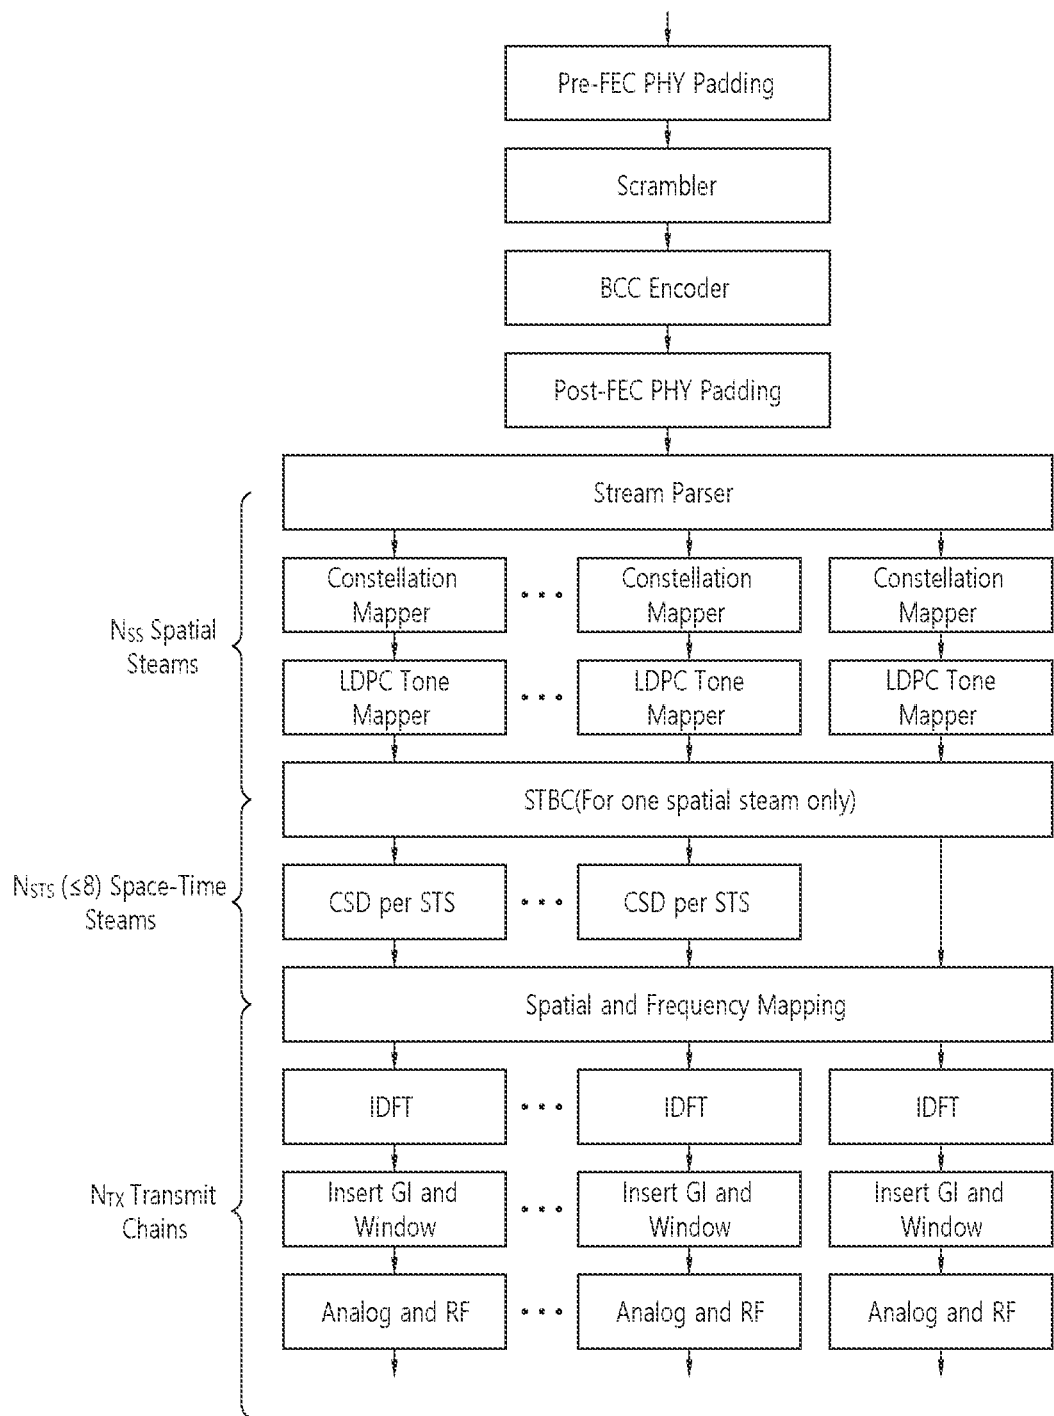 Pre-FEC PHY Padding
Scrambler
BCC Encoder
Post-FEC PHY Padding
Stream Parser
Constellation
Mapper
Constellation
Mapper
Constellation
Mapper
NSS Spatial
Steams
LDPC Tone
Mapper
LDPC Tone
Mapper
LDPC Tone
Mapper
STBC(For one spatial steam only)
NSTS (≤8) Space-Time
Steams
CSD per STS
CSD per STS
Spatial and Frequency Mapping
IDFT
IDFT
IDFT
NTX Transmit
Chains
Insert GI and
Window
Insert GI and
Window
Insert GI and
Window
Analog and RF
Analog and RF
Analog and RF